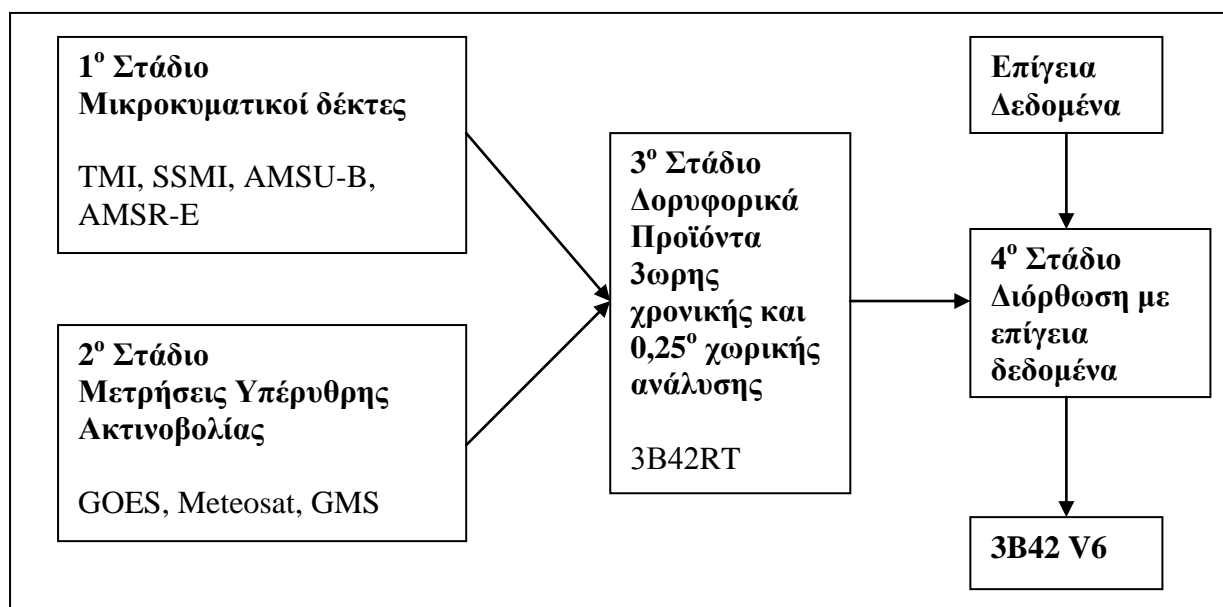 1ο Στάδιο
Μικροκυματικοί δέκτες
TMI, SSMI, AMSU-B,
AMSR-E
2ο Στάδιο
Μετρήσεις Υπέρυθρης
Ακτινοβολίας
GOES, Meteosat, GMS
3ο Στάδιο
Δορυφορικά
Προϊόντα
3ωρης
χρονικής και
0,25ο χωρικής
ανάλυσης
3B42RT
Επίγεια
Δεδομένα
4ο Στάδιο
Διόρθωση με
επίγεια
δεδομένα
3B42 V6